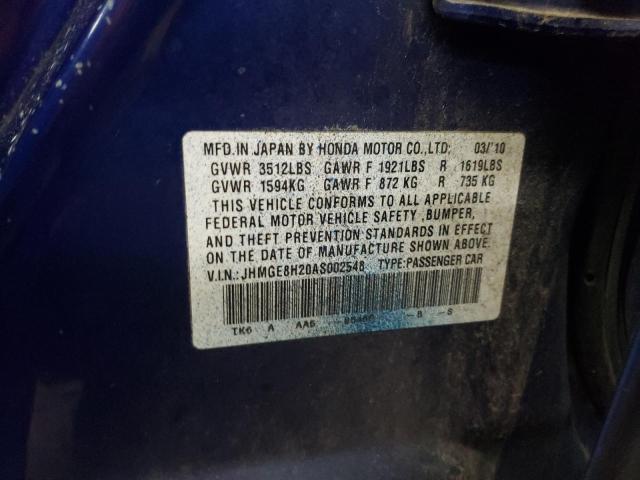 MFD.IN JAPAN BY HONDA MOTOR CO.,LTD: 03/'10
GVWR 3512LBS GAWR F 1921LBS R 1619LBS
GVWR 1594KG GAWR F 872 KG R 735 KG
THIS VEHICLE CONFORMS TO ALL APPLICABLE
FEDERAL MOTOR VEHICLE SAFETY ,BUMPER,
AND THEFT PREVENTION STANDARDS IN EFFECT
ON THE DATE OF MANUFACTURE SHOWN ABOVE.
V.I.N.: JHMGE8H20AS002548 TYPE:PASSENGER CAR
TK6 A AA6 -B -S